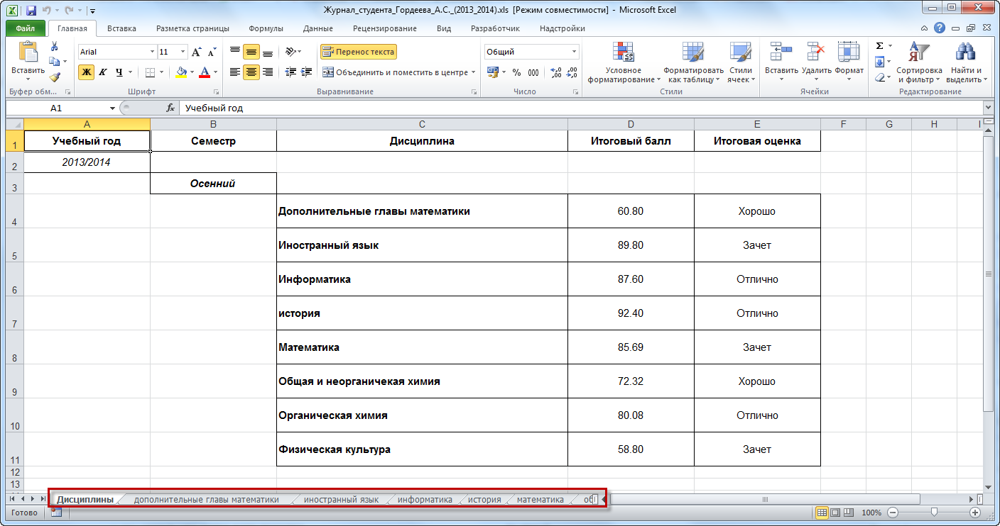 Журнал_студента_Гордеева_А.С._(2013_2014).xls [Режим совместимости] - Microsoft Excel
Файл Главная Вставка Разметка страницы Формулы Данные Рецензирование Вид Разработчик Надстройки
Вставить
Буфер обм...
Arial 11
Ж К Ч
Шрифт
Перенос текста
Объединить и поместить в центре
Выравнивание
Общий
% 000
Число
Условное форматирование
Форматировать как таблицу
Стили ячеек
Стили
Вставить Удалить Формат
Ячейки
Σ
Сортировка и фильтр
Найти и выделить
Редактирование
A1 fx Учебный год
A B C D E F G H I
1 Учебный год Семестр Дисциплина Итоговый балл Итоговая оценка
2 2013/2014
3 Осенний
4 Дополнительные главы математики 60.80 Хорошо
5 Иностранный язык 89.80 Зачет
6 Информатика 87.60 Отлично
7 история 92.40 Отлично
8 Математика 85.69 Зачет
9 Общая и неорганичекая химия 72.32 Хорошо
10 Органическая химия 80.08 Отлично
11 Физическая культура 58.80 Зачет
12
13
Дисциплины дополнительные главы математики иностранный язык информатика история математика об
Готово 100%